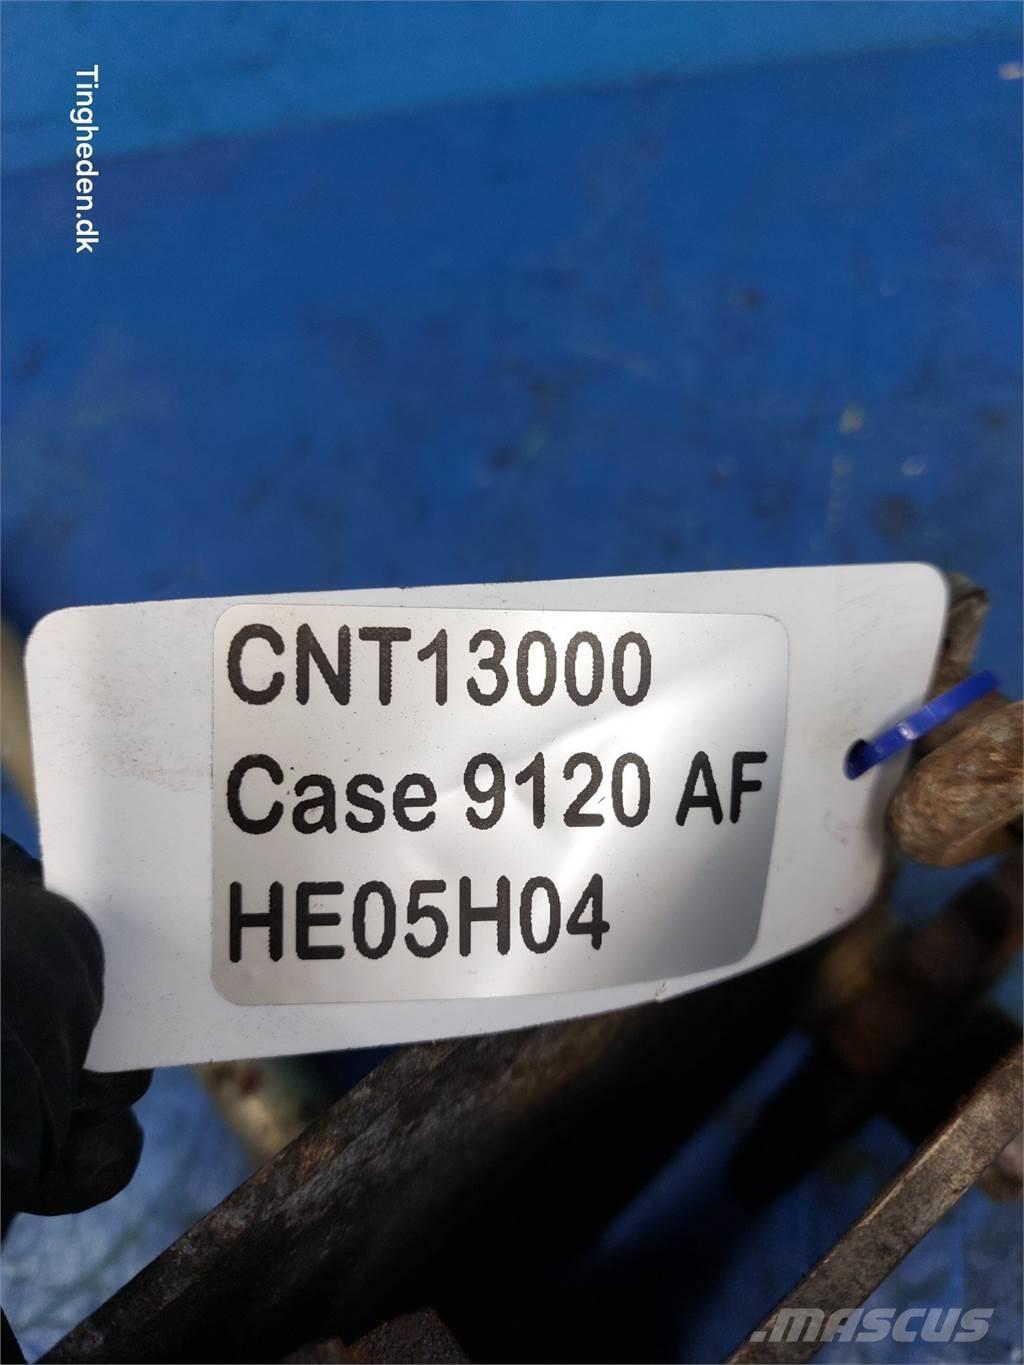 Tingheden.dk
CNT13000
Case 9120 AF
HE05H04
.MASCUS